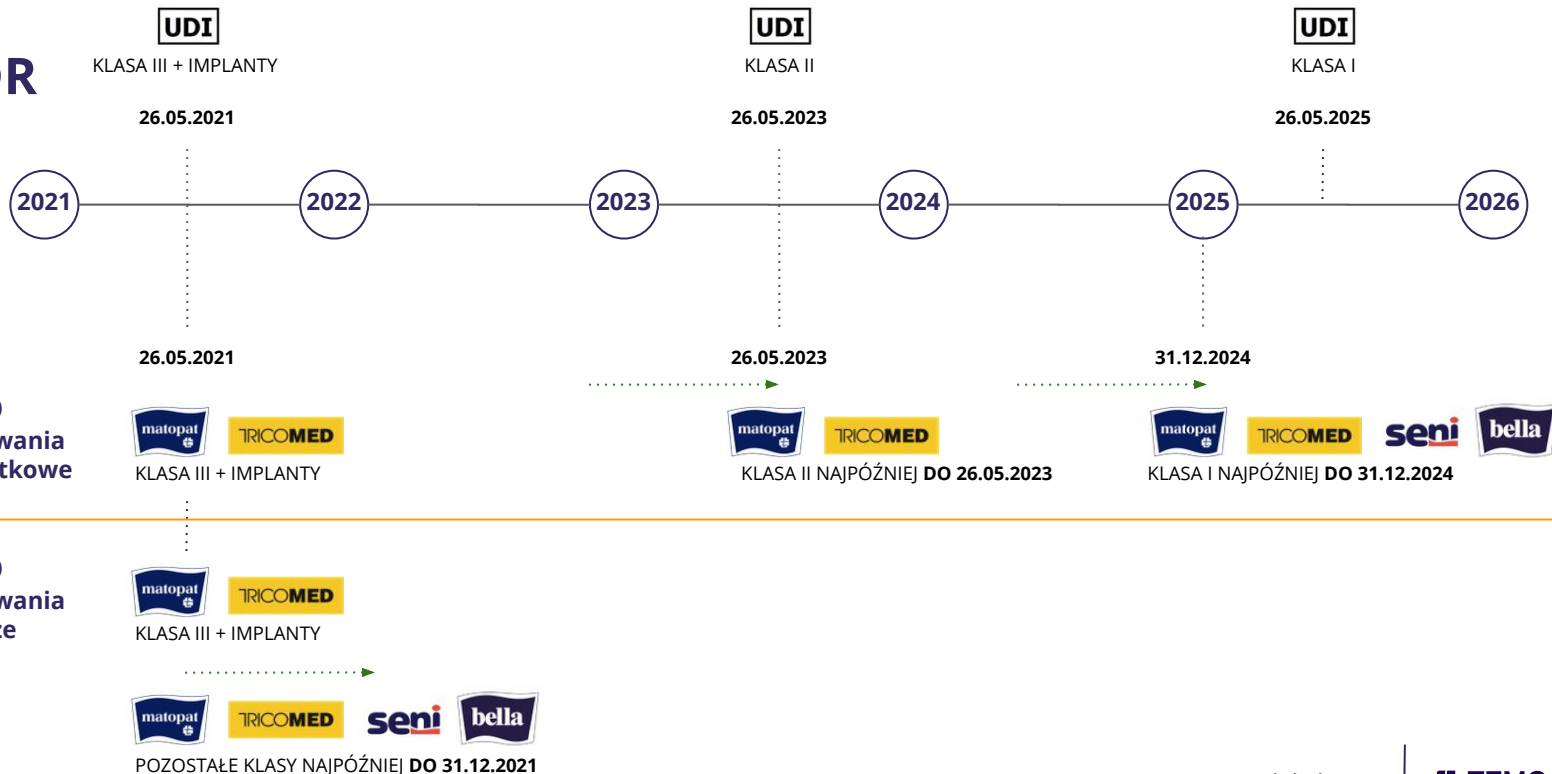 UDI
KLASA III + IMPLANTY
26.05.2021
UDI
KLASA II
26.05.2023
UDI
KLASA I
26.05.2025
2021
2022
2023
2024
2025
2026
26.05.2021
26.05.2023
31.12.2024
matopat TRICOMED
KLASA III + IMPLANTY
matopat TRICOMED
KLASA II NAJPÓŹNIEJ DO 26.05.2023
matopat TRICOMED seni bella
KLASA I NAJPÓŹNIEJ DO 31.12.2024
matopat TRICOMED
KLASA III + IMPLANTY
matopat TRICOMED seni bella
POZOSTAŁE KLASY NAJPÓŹNIEJ DO 31.12.2021